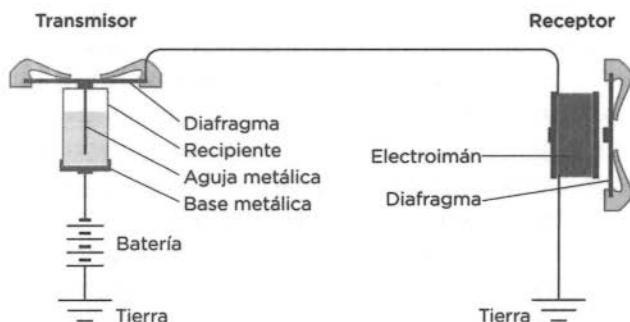 Transmisor
Receptor
Diafragma
Recipiente
Aguja metálica
Base metálica
Batería
Tierra
Electroimán
Diafragma
Tierra